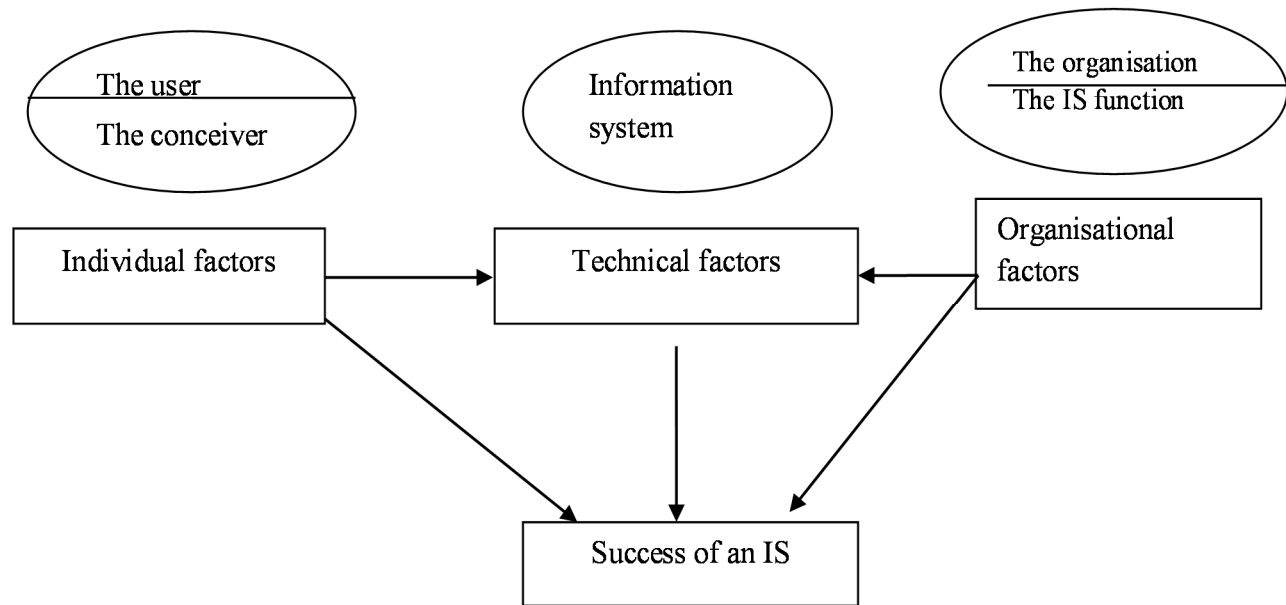 The user
The conceiver
Information
system
The organisation
The IS function
Individual factors
Technical factors
Organisational
factors
Success of an IS